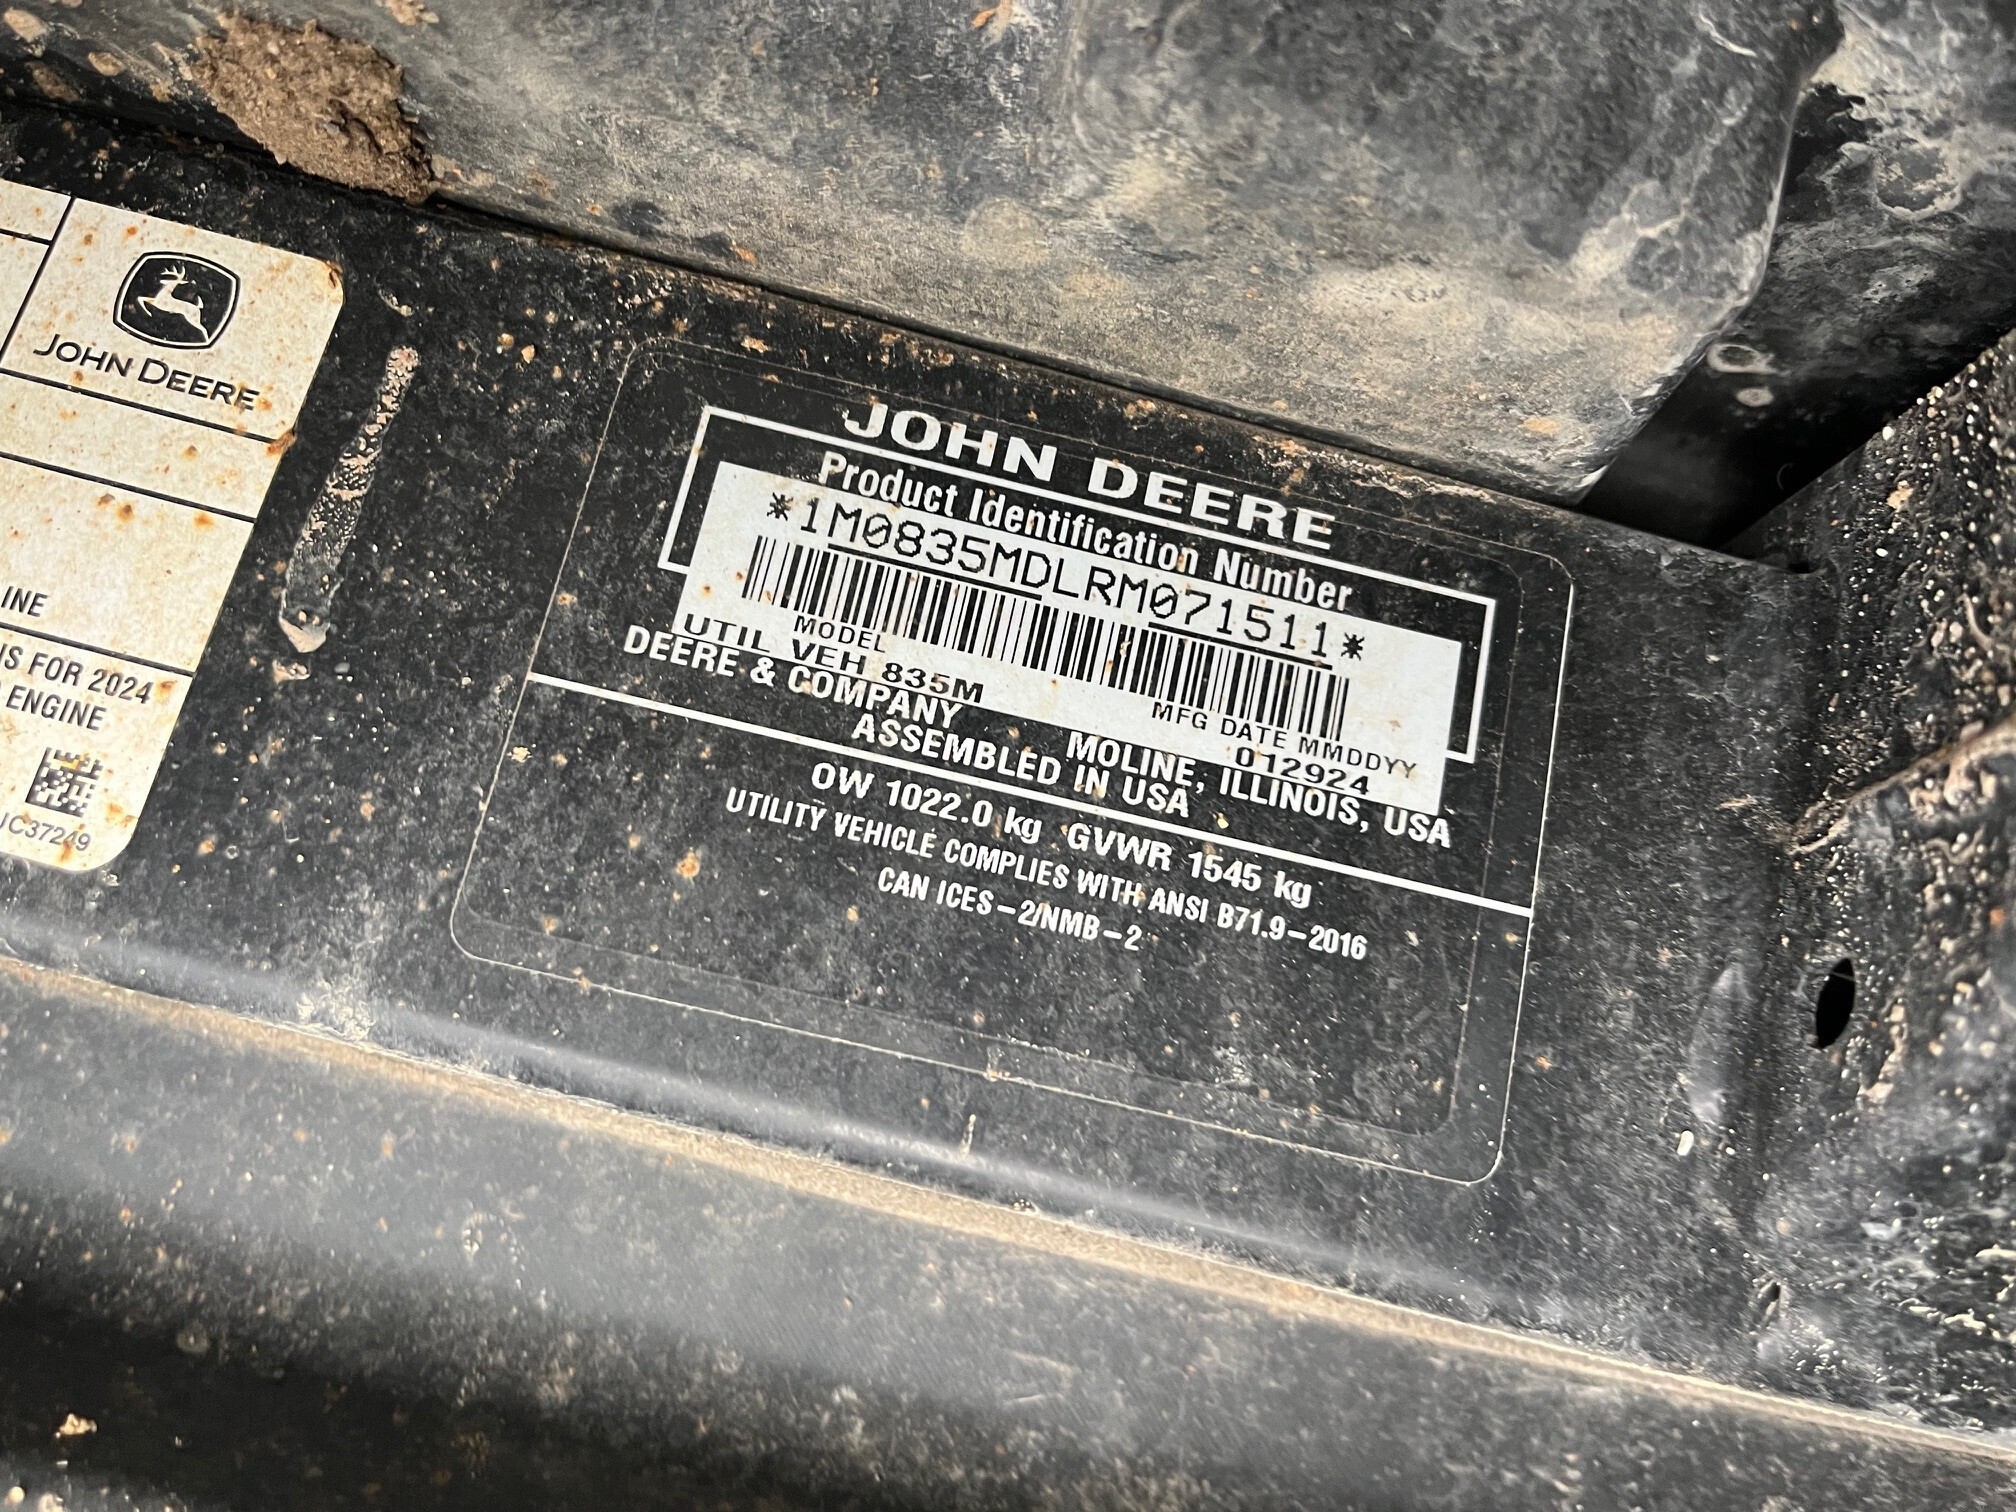 JOHN DEERE
INE
IS FOR 2024
ENGINE
JC37249
JOHN DEERE
Product Identification Number
*1M0835MDLRM071511*
MODEL
UTIL VEH 835M
MFG DATE MMDDYY
012924
DEERE & COMPANY MOLINE, ILLINOIS, USA
ASSEMBLED IN USA
OW 1022.0 kg GVWR 1545 kg
UTILITY VEHICLE COMPLIES WITH ANSI B71.9-2016
CAN ICES-2/NMB-2